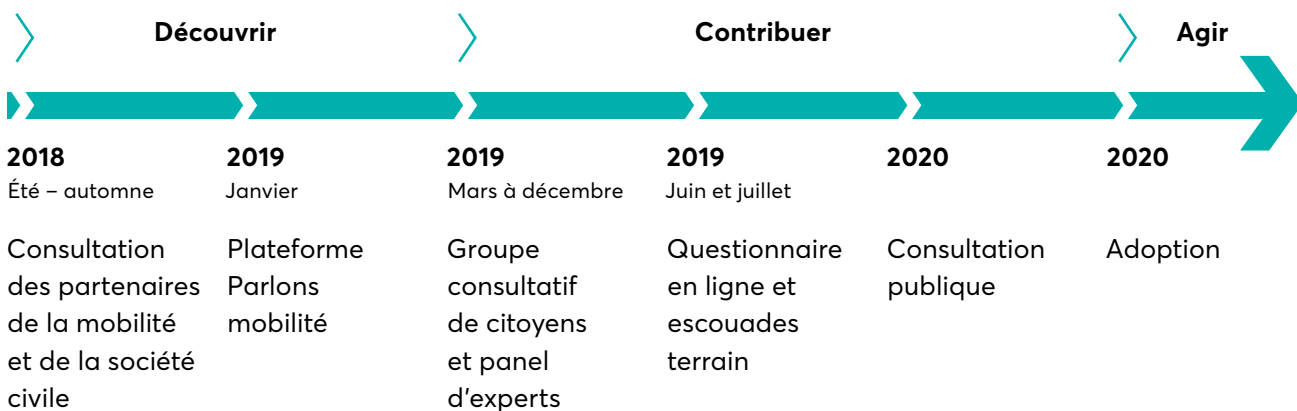 Découvrir
Contribuer
Agir
2018
Été – automne
Consultation
des partenaires
de la mobilité
et de la société
civile
2019
Janvier
Plateforme
Parlons
mobilité
2019
Mars à décembre
Groupe
consultatif
de citoyens
et panel
d'experts
2019
Juin et juillet
Questionnaire
en ligne et
escouades
terrain
2020
Consultation
publique
2020
Adoption